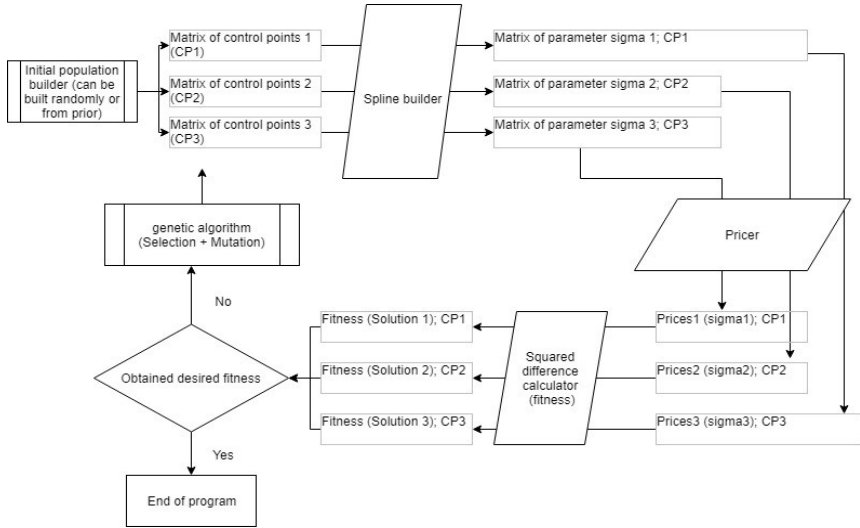 Initial population
builder (can be
built randomly or
from prior)
Matrix of control points 1
(CP1)
Matrix of control points 2
(CP2)
Matrix of control points 3
(CP3)
Spline builder
Matrix of parameter sigma 1; CP1
Matrix of parameter sigma 2; CP2
Matrix of parameter sigma 3; CP3
genetic algorithm
(Selection + Mutation)
Pricer
No
Fitness (Solution 1); CP1
Fitness (Solution 2); CP2
Fitness (Solution 3); CP3
Squared
difference
calculator
(fitness)
Prices1 (sigma1); CP1
Prices2 (sigma2); CP2
Prices3 (sigma3); CP3
Obtained desired fitness
Yes
End of program